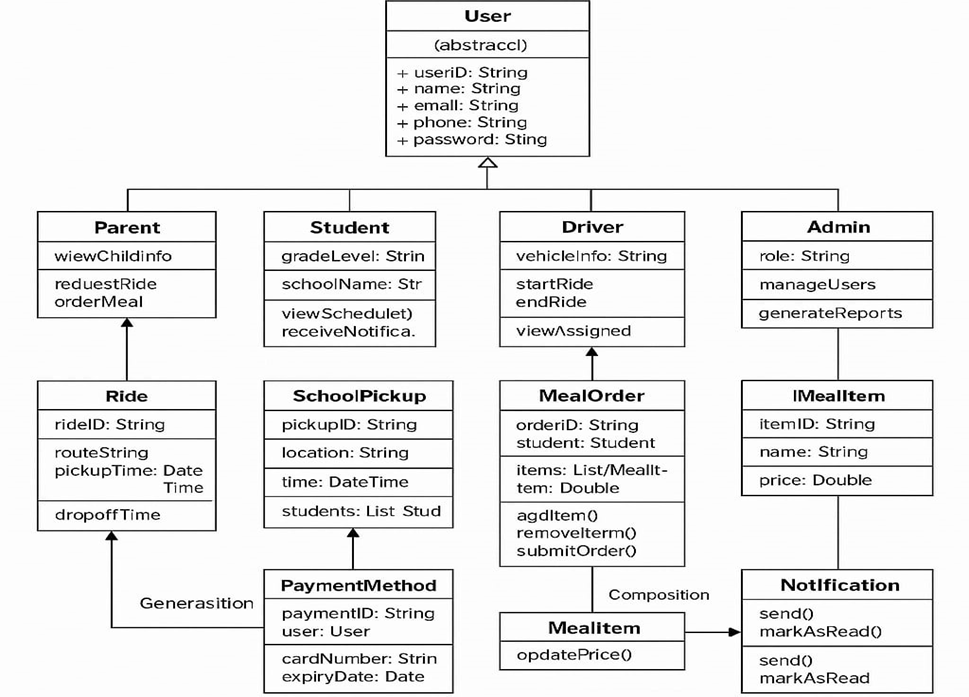 User
(abstraccl)
+ useriD: String
+ name: String
+ emall: String
+ phone: String
+ password: Sting
Parent
wiewChildinfo
reduestRide
orderMeal
Student
gradeLevel: Strin
schoolName: Str
viewSchedulet)
receiveNotifica.
Driver
vehicleInfo: String
startRide
endRide
viewAssigned
Admin
role: String
manageUsers
generateReports
Ride
rideID: String
routeString
pickupTime: Date
Time
dropoffTime
SchoolPickup
pickupID: String
location: String
time: DateTime
students: List Stud
MealOrder
orderiD: String
student: Student
items: List/MealIt-
tem: Double
agdItem()
removelterm()
submitOrder()
IMealItem
itemID: String
name: String
price: Double
Generasition
PaymentMethod
paymentID: String
user: User
cardNumber: Strin
expiryDate: Date
Composition
Mealitem
opdatePrice()
Notification
send()
markAsRead()
send()
markAsRead